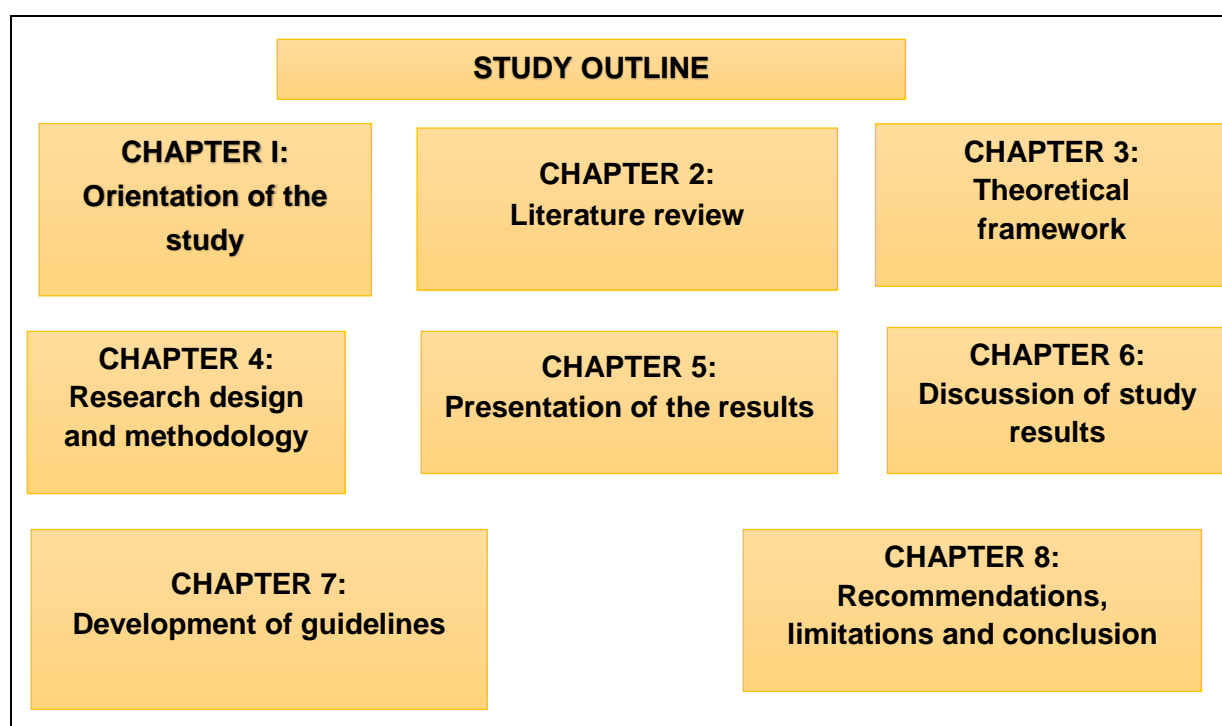 STUDY OUTLINE
CHAPTER I:
Orientation of the
study
CHAPTER 2:
Literature review
CHAPTER 3:
Theoretical
framework
CHAPTER 4:
Research design
and methodology
CHAPTER 5:
Presentation of the results
CHAPTER 6:
Discussion of study
results
CHAPTER 7:
Development of guidelines
CHAPTER 8:
Recommendations,
limitations and conclusion